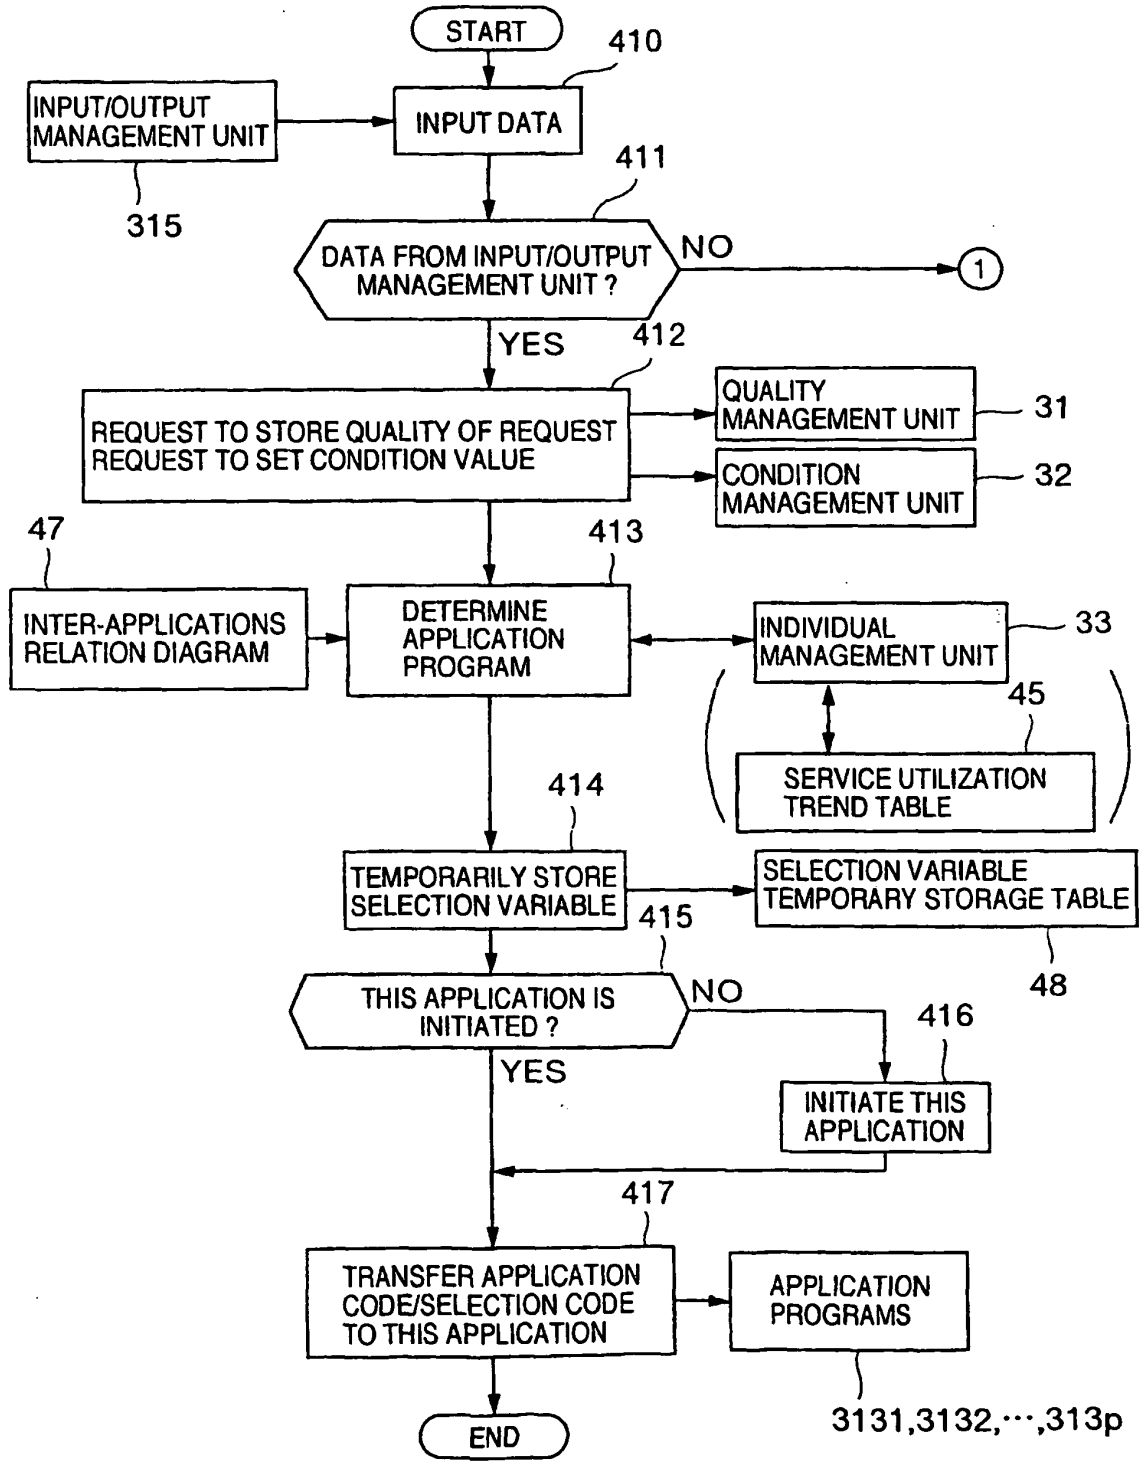 START
410
INPUT/OUTPUT
MANAGEMENT UNIT
INPUT DATA
315
411
DATA FROM INPUT/OUTPUT
MANAGEMENT UNIT ?
NO
1
YES
412
REQUEST TO STORE QUALITY OF REQUEST
REQUEST TO SET CONDITION VALUE
QUALITY
MANAGEMENT UNIT
31
CONDITION
MANAGEMENT UNIT
32
47
413
INTER-APPLICATIONS
RELATION DIAGRAM
DETERMINE
APPLICATION
PROGRAM
INDIVIDUAL
MANAGEMENT UNIT
33
45
SERVICE UTILIZATION
TREND TABLE
414
TEMPORARILY STORE
SELECTION VARIABLE
SELECTION VARIABLE
TEMPORARY STORAGE TABLE
48
415
THIS APPLICATION IS
INITIATED ?
NO
YES
416
INITIATE THIS
APPLICATION
417
TRANSFER APPLICATION
CODE/SELECTION CODE
TO THIS APPLICATION
APPLICATION
PROGRAMS
3131,3132,···,313p
END